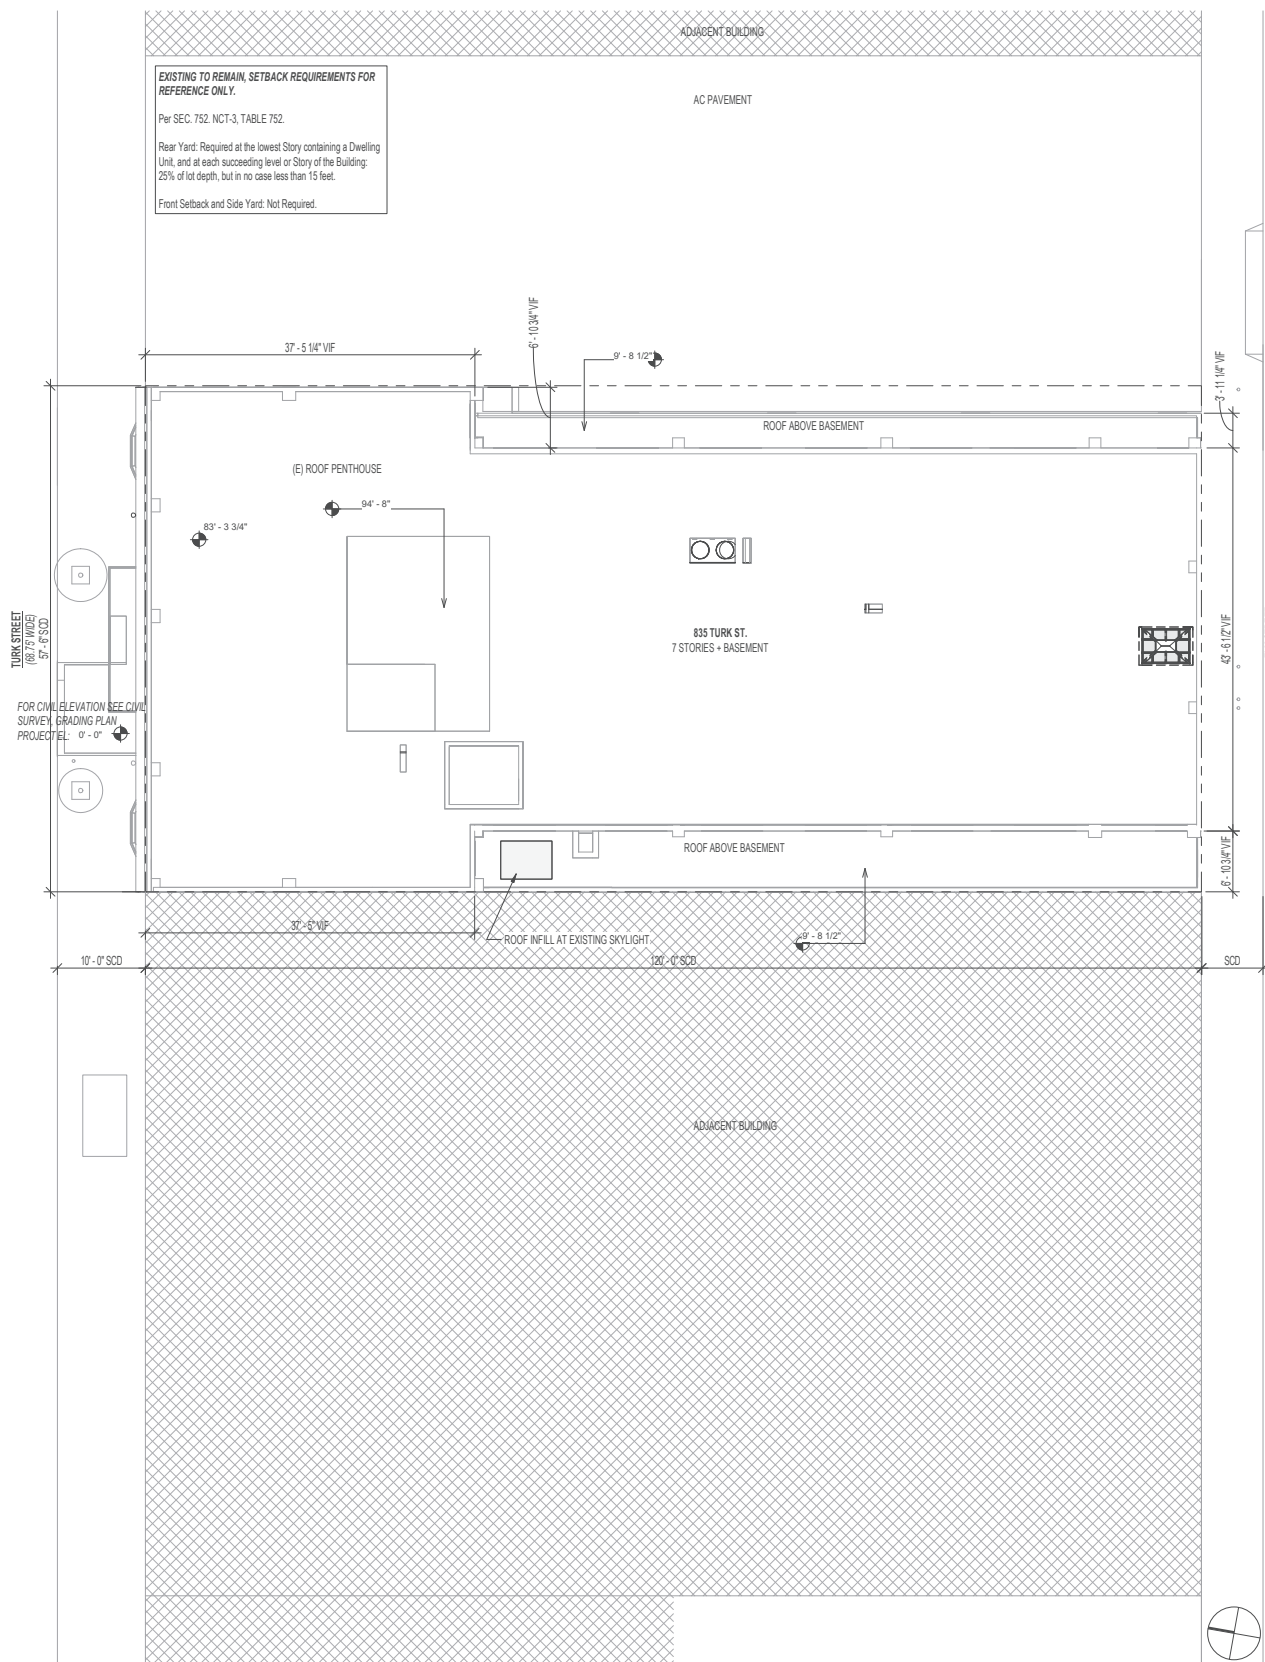 ADJACENT BUILDING
EXISTING TO REMAIN, SETBACK REQUIREMENTS FOR
REFERENCE ONLY.
Per SEC. 752. NCT-3, TABLE 752.
Rear Yard: Required at the lowest Story containing a Dwelling
Unit, and at each succeeding level or Story of the Building:
25% of lot depth, but in no case less than 15 feet.
Front Setback and Side Yard: Not Required.
AC PAVEMENT
37' - 5 1/4" VIF
6' - 10 3/4" VIF
9' - 8 1/2"
3' - 11 1/4" VIF
ROOF ABOVE BASEMENT
(E) ROOF PENTHOUSE
94' - 8"
83' - 3 3/4"
TURK STREET
(68.75' WIDE)
57' - 6" SCD
835 TURK ST.
7 STORIES + BASEMENT
43' - 6 1/2" VIF
FOR CIVIL ELEVATION SEE CIVIL
SURVEY, GRADING PLAN
PROJECT EL: 0' - 0"
ROOF ABOVE BASEMENT
6' - 10 3/4" VIF
37' - 5" VIF
ROOF INFILL AT EXISTING SKYLIGHT
9' - 8 1/2"
10' - 0" SCD
120' - 0" SCD
SCD
ADJACENT BUILDING